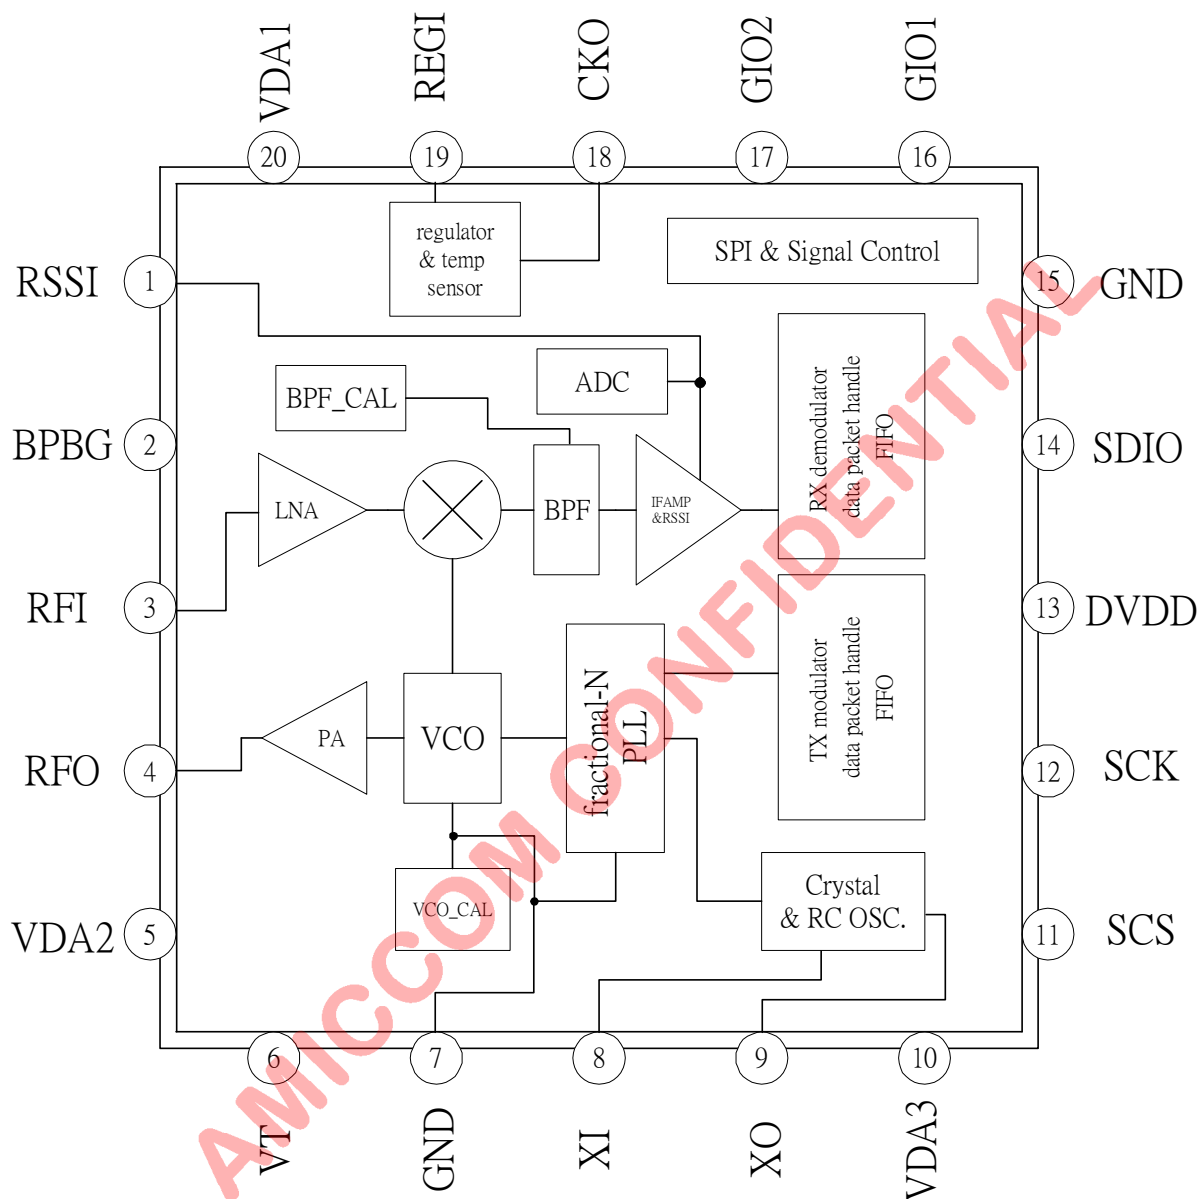 VDA1
REGI
CKO
GIO2
GIO1
20
19
18
17
16
regulator
& temp
sensor
SPI & Signal Control
RSSI
1
15
GND
BPF_CAL
ADC
RX demodulator
data packet handle
FIFO
BPBG
2
14
SDIO
LNA
BPF
IFAMP
&RSSI
RFI
3
13
DVDD
TX modulator
data packet handle
FIFO
fractional-N
PLL
PA
VCO
RFO
4
12
SCK
VCO_CAL
Crystal
& RC OSC.
VDA2
5
11
SCS
6
7
8
9
10
VT
GND
XI
XO
VDA3
AMICCOM CONFIDENTIAL